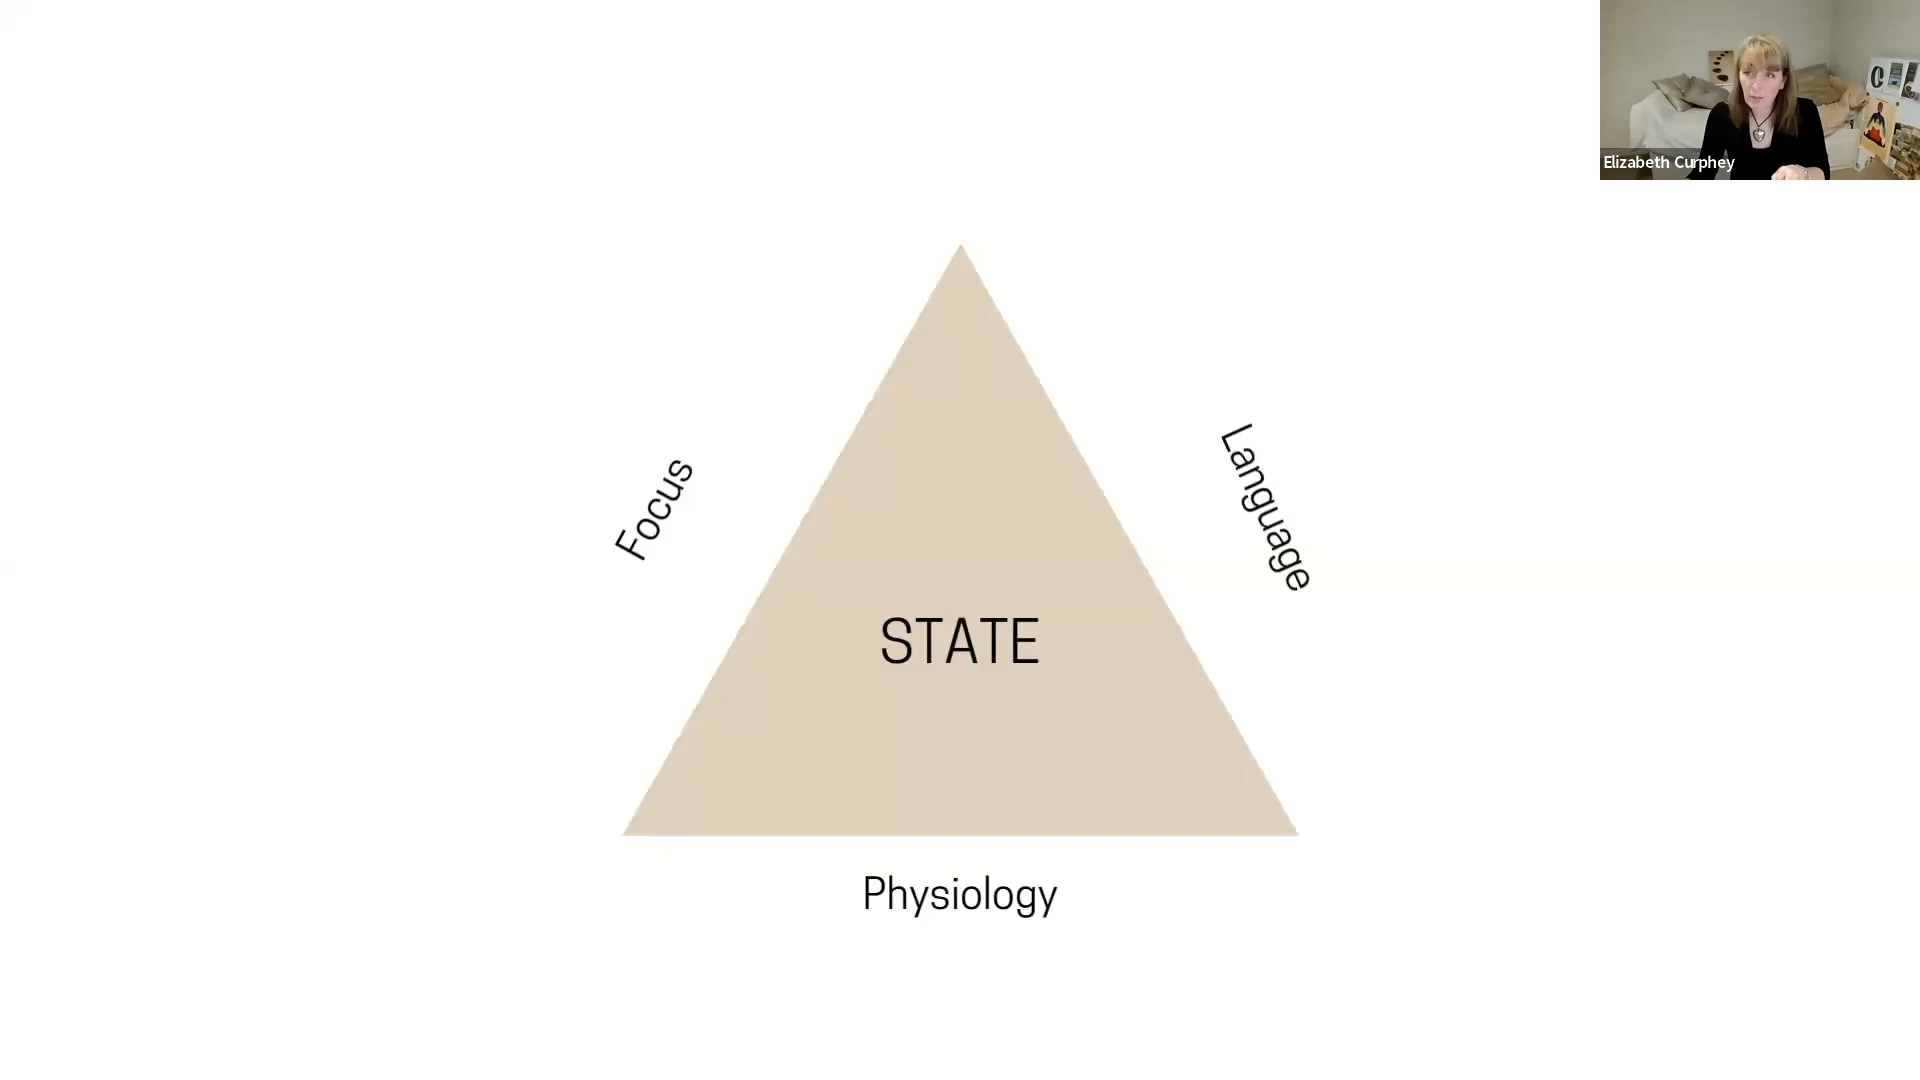 Elizabeth Curphey
Focus
Language
STATE
Physiology